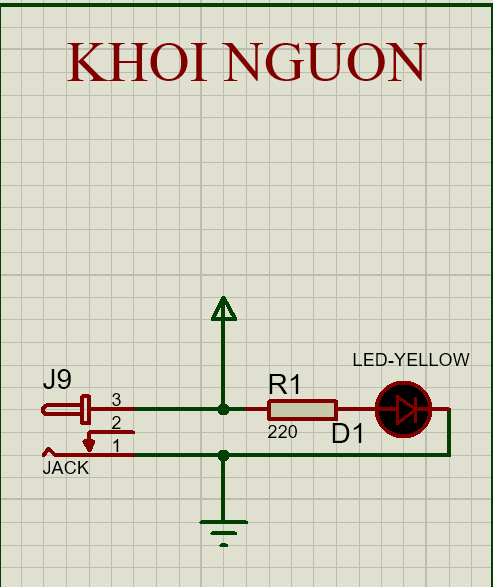 KHOI NGUON
LED-YELLOW
J9
R1
3
2
220
D1
1
JACK